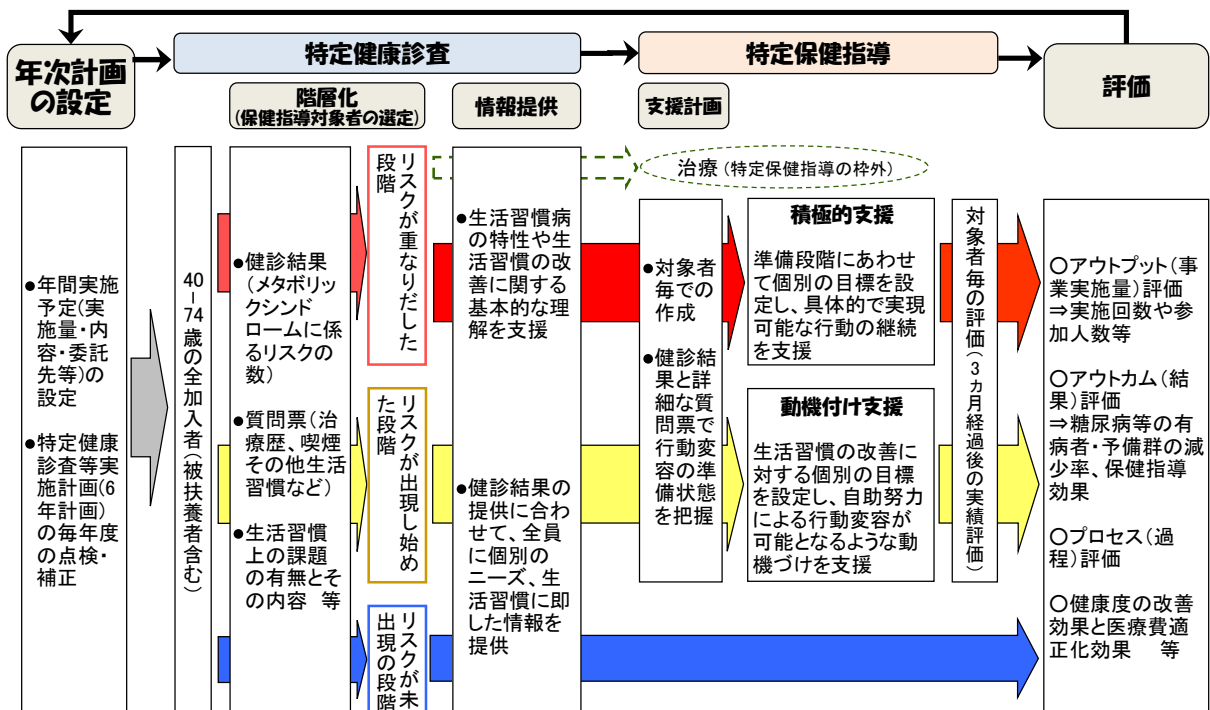 年次計画
の設定
特定健康診査
特定保健指導
評価
階層化
(保健指導対象者の選定)
情報提供
支援計画
●年間実施
予定(実
施量・内
容・委託
先等)の
設定
●特定健康
診査等実
施計画(6
年計画)
の毎年度
の点検・
補正
40－74歳の全加入者(被扶養者含む)
●健診結果
(メタボリッ
クシンド
ロームに係
るリスクの
数)
●質問票(治
療歴、喫煙
その他生活
習慣など)
●生活習慣
上の課題
の有無とそ
の内容　等
リスクが重なりだした
段階
リスクが出現し始め
た段階
リスクが未
出現の段階
●生活習慣病
の特性や生
活習慣の改
善に関する
基本的な理
解を支援
●健診結果の
提供に合わ
せて、全員
に個別の
ニーズ、生
活習慣に即
した情報を
提供
治療(特定保健指導の枠外)
●対象者
毎での
作成
●健診結
果と詳
細な質
問票で
行動変
容の準
備状態
を把握
積極的支援
準備段階にあわせ
て個別の目標を設
定し、具体的で実現
可能な行動の継続
を支援
動機付け支援
生活習慣の改善に
対する個別の目標
を設定し、自助努力
による行動変容が
可能となるような動
機づけを支援
対象者毎の評価(3ヵ月経過後の実績評価)
○アウトプット(事
業実施量)評価
⇒実施回数や参
加人数等
○アウトカム(結
果)評価
⇒糖尿病等の有
病者・予備群の減
少率、保健指導
効果
○プロセス(過
程)評価
○健康度の改善
効果と医療費適
正化効果　等